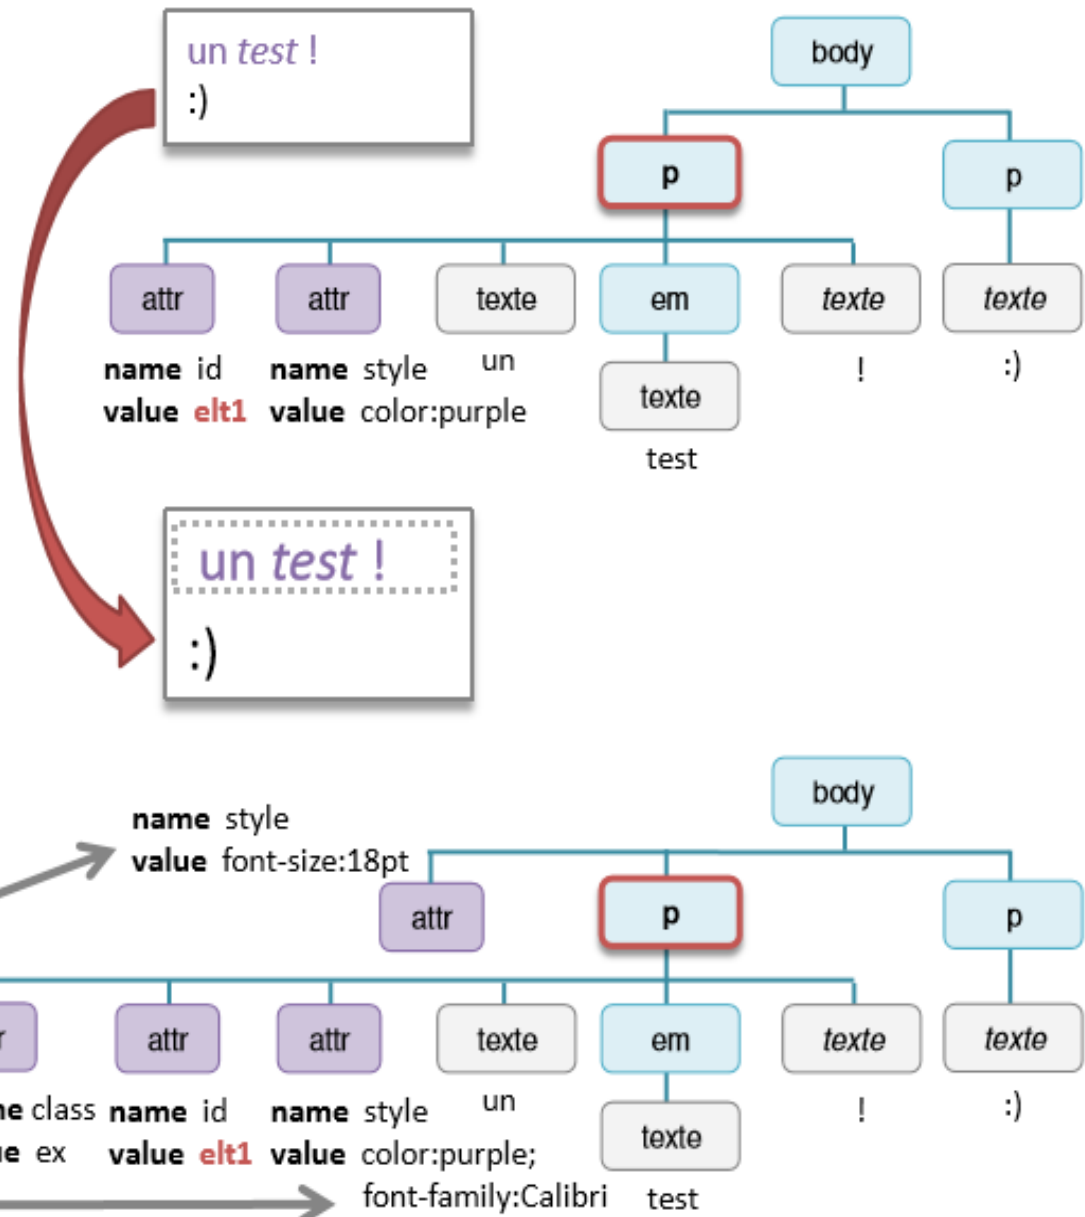 un test !
:)
body
p
p
attr
attr
texte
em
texte
texte
name id
value elt1
name style
value color:purple
un
texte
test
!
:)
un test !
:)
body
name style
value font-size:18pt
attr
p
p
attr
attr
texte
em
texte
texte
class
ex
name id
value elt1
name style
value color:purple;
font-family:Calibri
un
texte
test
!
:)